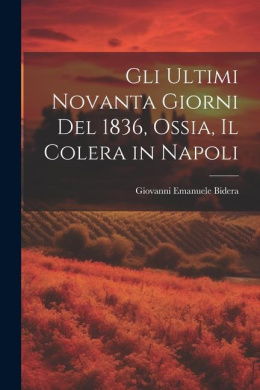 Gli Ultimi
Novanta Giorni
Del 1836, Ossia, Il
Colera in Napoli
Giovanni Emanuele Bidera